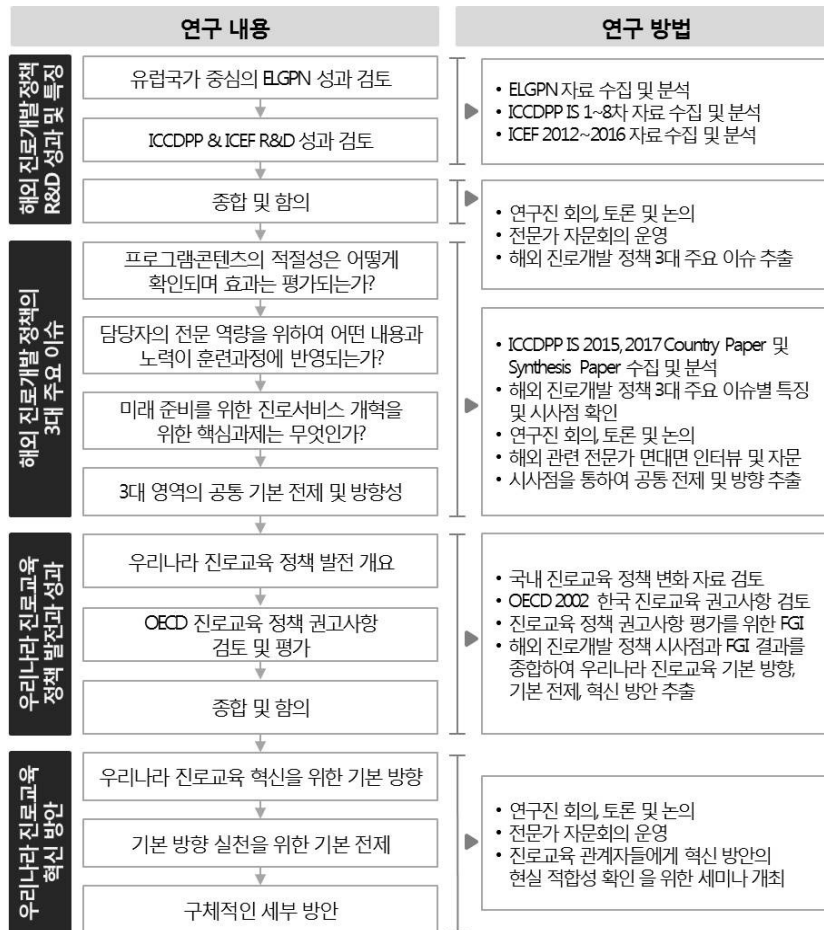 연구 내용
연구 방법
해외 진로개발 정책
R&D 성과 및 특징
유럽국가 중심의 ELGPN 성과 검토
ICCDPP & ICEF R&D 성과 검토
종합 및 함의
• ELGPN 자료 수집 및 분석
• ICCDPP IS 1~8차 자료 수집 및 분석
• ICEF 2012~2016 자료 수집 및 분석
• 연구진 회의, 토론 및 논의
• 전문가 자문회의 운영
• 해외 진로개발 정책 3대 주요 이슈 추출
해외 진로개발 정책의
3대 주요 이슈
프로그램·콘텐츠의 적절성은 어떻게
확인되며 효과는 평가되는가?
담당자의 전문 역량을 위하여 어떤 내용과
노력이 훈련과정에 반영되는가?
미래 준비를 위한 진로서비스 개혁을
위한 핵심과제는 무엇인가?
3대 영역의 공통 기본 전제 및 방향성
• ICCDPP IS 2015, 2017 Country Paper 및
Synthesis Paper 수집 및 분석
• 해외 진로개발 정책 3대 주요 이슈별 특징
및 시사점 확인
• 연구진 회의, 토론 및 논의
• 해외 관련 전문가 면대면 인터뷰 및 자문
• 시사점을 통하여 공통 전제 및 방향 추출
우리나라 진로교육
정책 발전과 성과
우리나라 진로교육 정책 발전 개요
OECD 진로교육 정책 권고사항
검토 및 평가
종합 및 함의
• 국내 진로교육 정책 변화 자료 검토
• OECD 2002 한국 진로교육 권고사항 검토
• 진로교육 정책 권고사항 평가를 위한 FGI
• 해외 진로개발 정책 시사점과 FGI 결과를
종합하여 우리나라 진로교육 기본 방향,
기본 전제, 혁신 방안 추출
우리나라 진로교육
혁신 방안
우리나라 진로교육 혁신을 위한 기본 방향
기본 방향 실천을 위한 기본 전제
구체적인 세부 방안
• 연구진 회의, 토론 및 논의
• 전문가 자문회의 운영
• 진로교육 관계자들에게 혁신 방안의
현실 적합성 확인 을 위한 세미나 개최